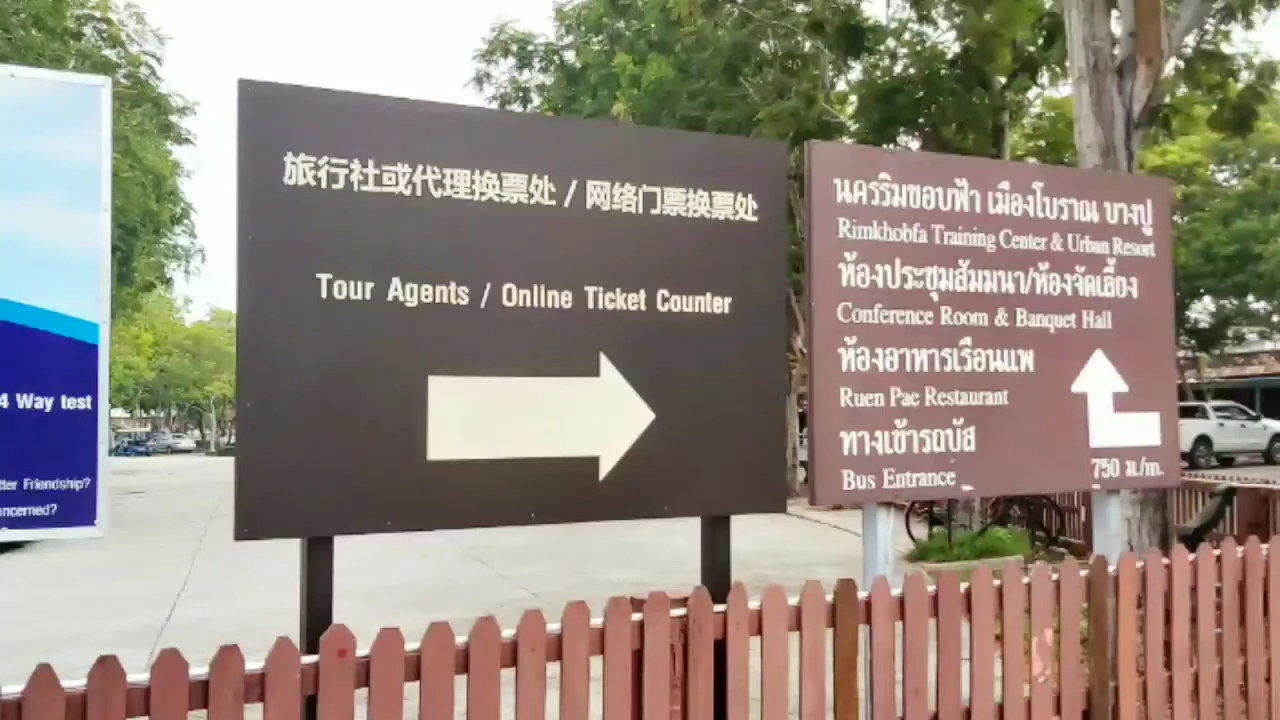 4 Way test
tter Friendship?
ncerned?
旅行社或代理换票处 / 网络门票换票处
Tour Agents / Online Ticket Counter
นครริมขอบฟ้า เมืองโบราณ บางปู
Rimkhobfa Training Center & Urban Resort
ห้องประชุมสัมมนา/ห้องจัดเลี้ยง
Conference Room & Banquet Hall
ห้องอาหารเรือนแพ
Ruen Pae Restaurant
ทางเข้ารถบัส
Bus Entrance
750 ม./m.